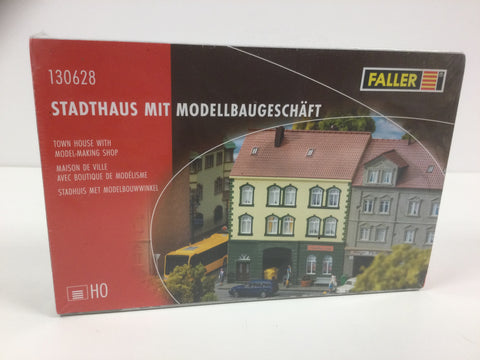 130628
FALLER
STADTHAUS MIT MODELLBAUGESCHÄFT
TOWN HOUSE WITH
MODEL-MAKING SHOP
MAISON DE VILLE
AVEC BOUTIQUE DE MODÉLISME
STADHUIS MET MODELBOUWWINKEL
H0